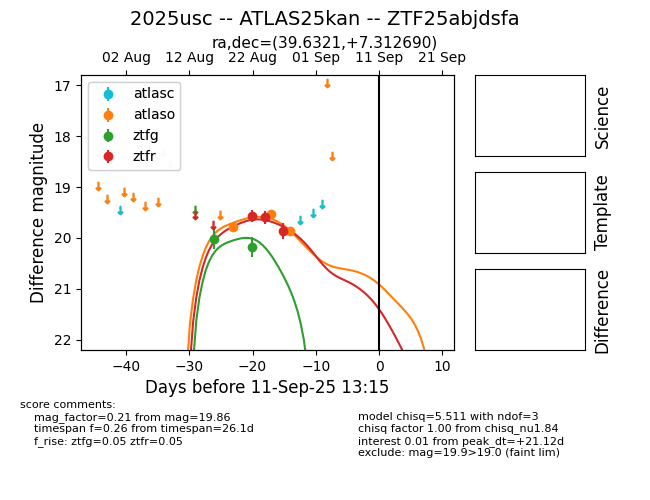 2025usc -- ATLAS25kan -- ZTF25abjdsfa
ra,dec=(39.6321,+7.312690)
02 Aug 12 Aug 22 Aug 01 Sep 11 Sep 21 Sep
17
18
19
20
21
22
Difference magnitude
atlasc
atlaso
ztfg
ztfr
−40 −30 −20 −10 0 10
Days before 11-Sep-25 13:15
Science
Template
Difference
score comments:
mag_factor=0.21 from mag=19.86
timespan f=0.26 from timespan=26.1d
f_rise: ztfg=0.05 ztfr=0.05
model chisq=5.511 with ndof=3
chisq factor 1.00 from chisq_nu1.84
interest 0.01 from peak_dt=+21.12d
exclude: mag=19.9>19.0 (faint lim)